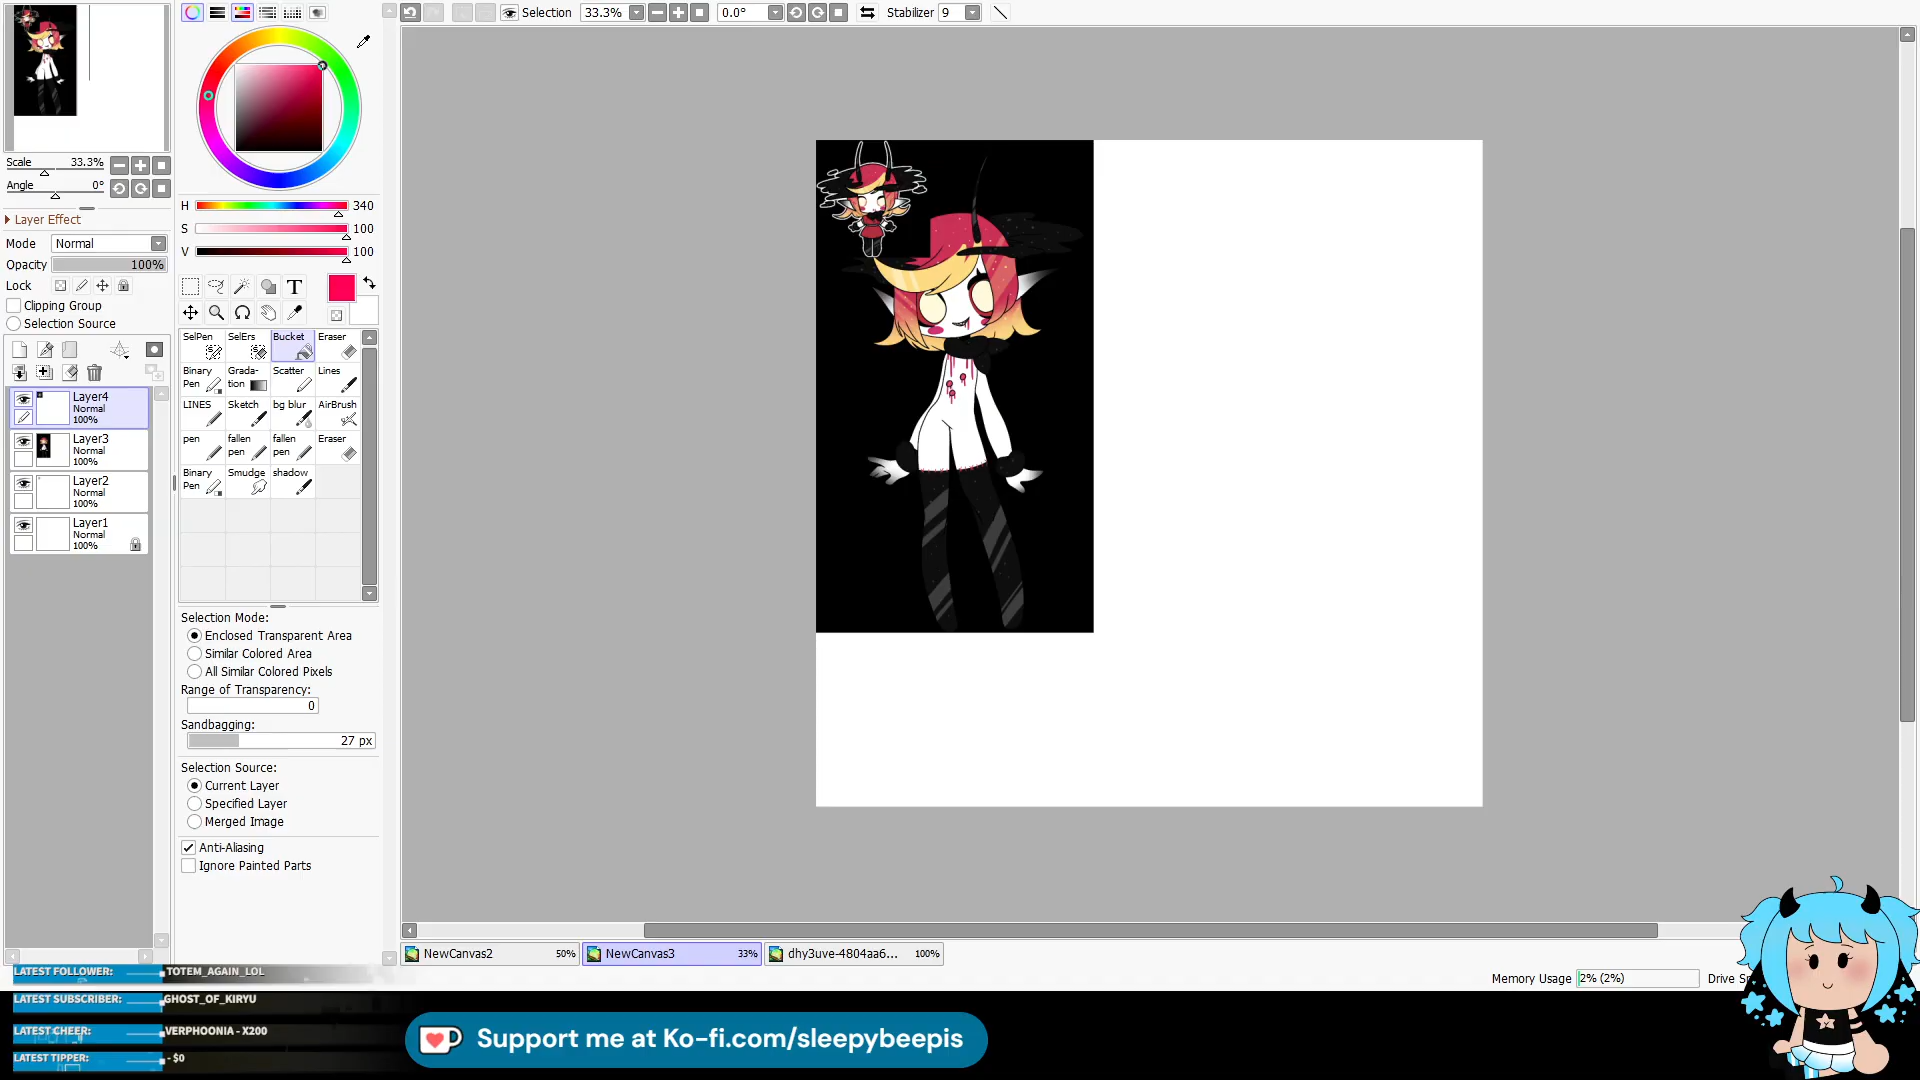 Selection
33.3%
0.0°
Stabilizer 9
Scale 33.3%
Angle 0°
Layer Effect
Mode Normal
Opacity 100%
Lock
Clipping Group
Selection Source
Layer4
Normal
100%
Layer3
Normal
100%
Layer2
Normal
100%
Layer1
Normal
100%
H 340
S 100
V 100
T
SelPen SelErs Bucket Eraser
Binary Pen Grada-tion Scatter Lines
LINES Sketch bg blur AirBrush
pen fallen pen fallen pen Eraser
Binary Pen Smudge shadow
Selection Mode:
Enclosed Transparent Area
Similar Colored Area
All Similar Colored Pixels
Range of Transparency:
0
Sandbagging:
27 px
Selection Source:
Current Layer
Specified Layer
Merged Image
Anti-Aliasing
Ignore Painted Parts
NewCanvas2 50% NewCanvas3 33% dhy3uve-4804aa6... 100%
Memory Usage 2% (2%) Drive
LATEST FOLLOWER: TOTEM_AGAIN_LOL
LATEST SUBSCRIBER: GHOST_OF_KIRYU
LATEST CHEER: VERPHOONIA - X200
LATEST TIPPER: - $0
Support me at Ko-fi.com/sleepybeepis